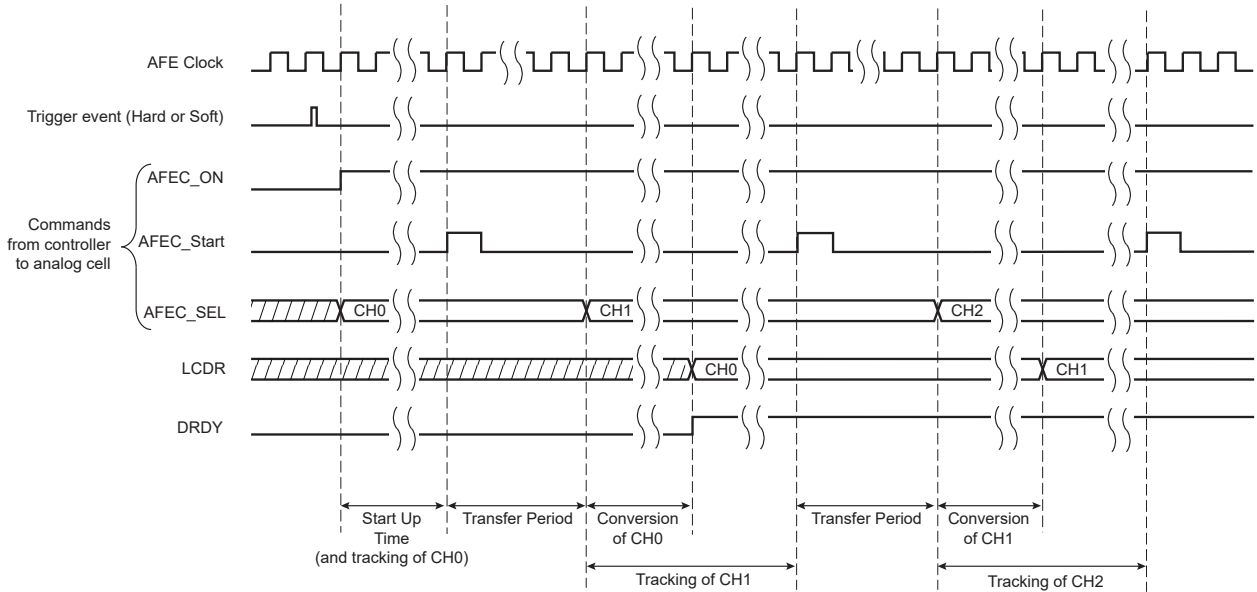 AFE Clock
Trigger event (Hard or Soft)
AFEC_ON
Commands
from controller
to analog cell
AFEC_Start
AFEC_SEL
CH0
CH1
CH2
LCDR
CH0
CH1
DRDY
Start Up
Time
(and tracking of CH0)
Transfer Period
Conversion
of CH0
Transfer Period
Conversion
of CH1
Tracking of CH1
Tracking of CH2